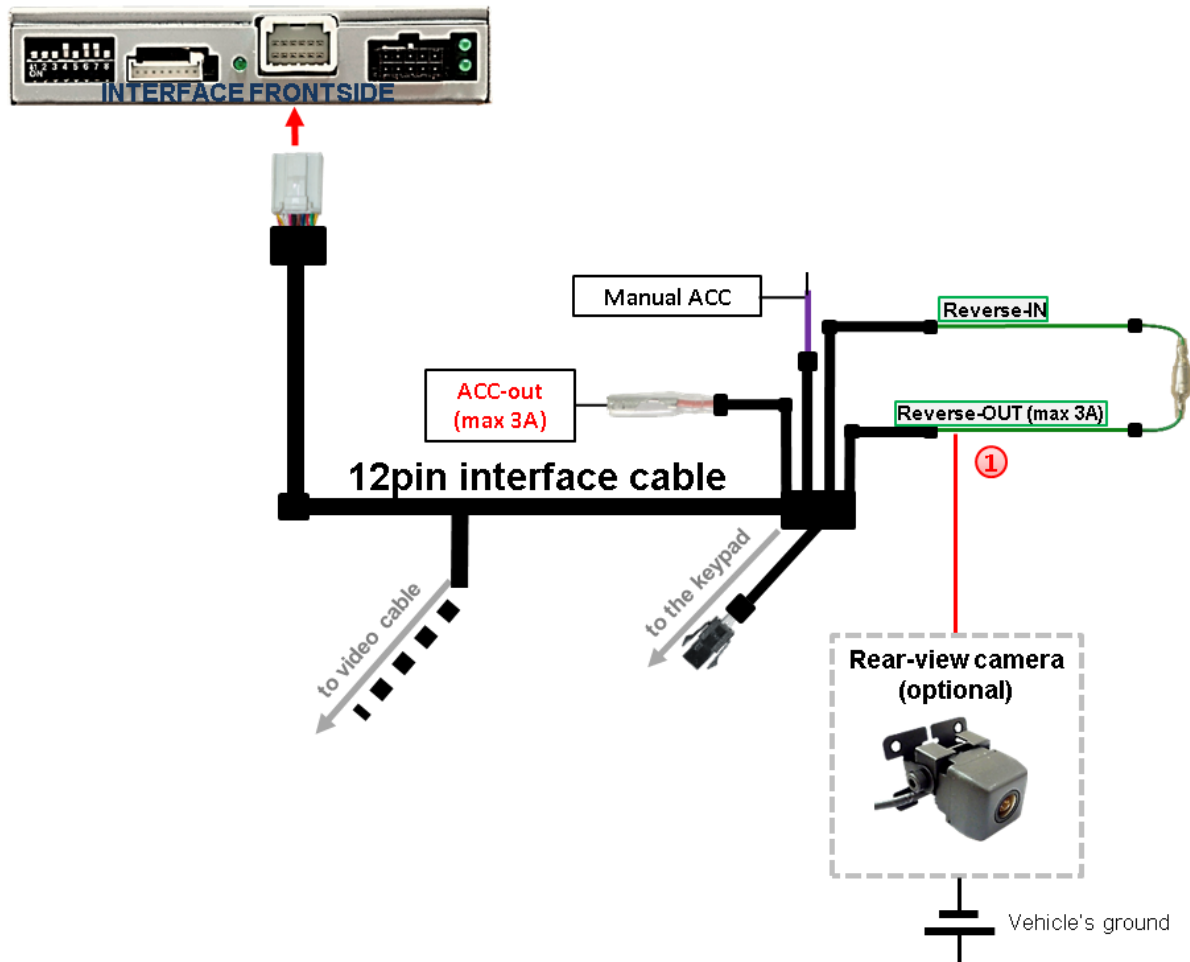 ON
1 2 3 4 5 6 7 8
INTERFACE FRONTSIDE
Manual ACC
Reverse-IN
ACC-out
(max 3A)
Reverse-OUT (max 3A)
1
12pin interface cable
to video cable
to the keypad
Rear-view camera
(optional)
Vehicle's ground